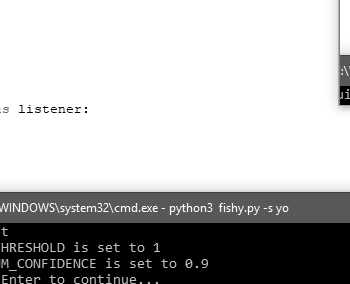 :\
ui
as listener:
WINDOWS\system32\cmd.exe - python3 fishy.py -s yo
t
HRESHOLD is set to 1
M_CONFIDENCE is set to 0.9
Enter to continue...